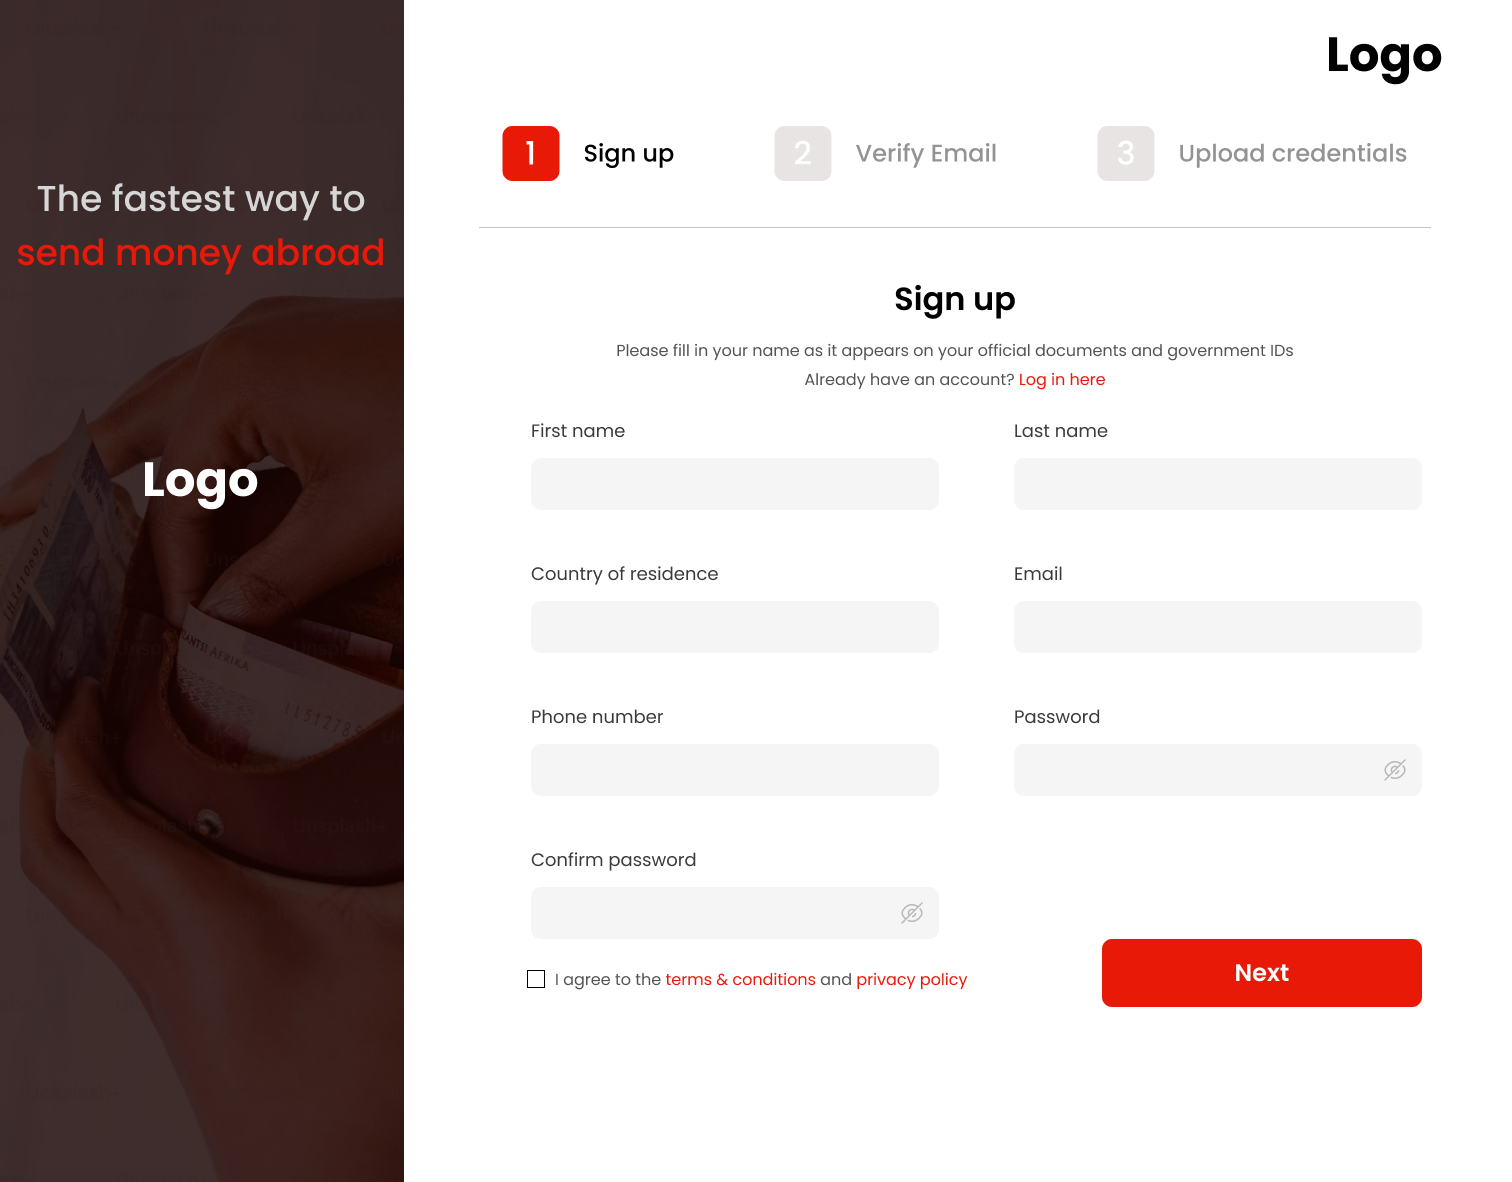 The fastest way to
send money abroad
Logo
Logo
1 Sign up
2 Verify Email
3 Upload credentials
Sign up
Please fill in your name as it appears on your official documents and government IDs
Already have an account? Log in here
First name
Last name
Country of residence
Email
Phone number
Password
Confirm password
I agree to the terms & conditions and privacy policy
Next
Unsplash+
Unsplash+